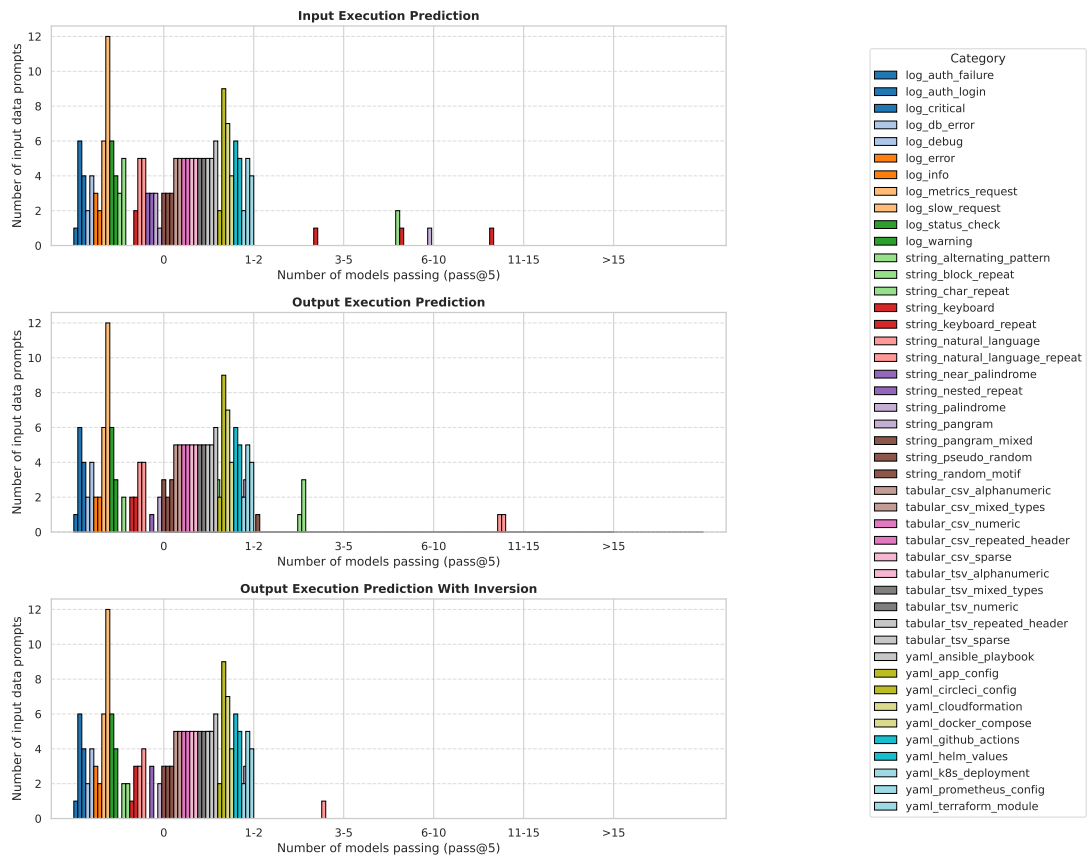 Input Execution Prediction
Number of input data prompts
12
10
8
6
4
2
0
0
1-2
3-5
6-10
11-15
>15
Number of models passing (pass@5)
Output Execution Prediction
Number of input data prompts
12
10
8
6
4
2
0
0
1-2
3-5
6-10
11-15
>15
Number of models passing (pass@5)
Output Execution Prediction With Inversion
Number of input data prompts
12
10
8
6
4
2
0
0
1-2
3-5
6-10
11-15
>15
Number of models passing (pass@5)
Category
log_auth_failure
log_auth_login
log_critical
log_db_error
log_debug
log_error
log_info
log_metrics_request
log_slow_request
log_status_check
log_warning
string_alternating_pattern
string_block_repeat
string_char_repeat
string_keyboard
string_keyboard_repeat
string_natural_language
string_natural_language_repeat
string_near_palindrome
string_nested_repeat
string_palindrome
string_pangram
string_pangram_mixed
string_pseudo_random
string_random_motif
tabular_csv_alphanumeric
tabular_csv_mixed_types
tabular_csv_numeric
tabular_csv_repeated_header
tabular_csv_sparse
tabular_tsv_alphanumeric
tabular_tsv_mixed_types
tabular_tsv_numeric
tabular_tsv_repeated_header
tabular_tsv_sparse
yaml_ansible_playbook
yaml_app_config
yaml_circleci_config
yaml_cloudformation
yaml_docker_compose
yaml_github_actions
yaml_helm_values
yaml_k8s_deployment
yaml_prometheus_config
yaml_terraform_module